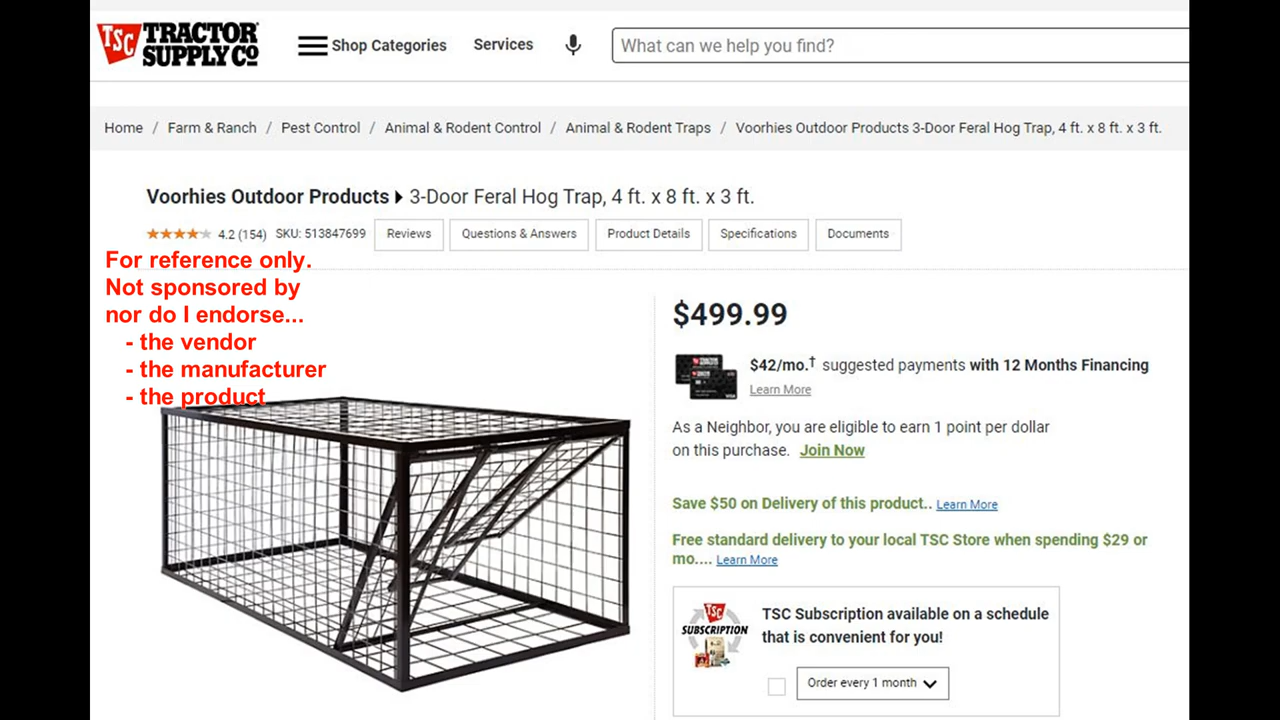 TSC TRACTOR
SUPPLY CO
Shop Categories
Services
What can we help you find?
Home / Farm & Ranch / Pest Control / Animal & Rodent Control / Animal & Rodent Traps / Voorhies Outdoor Products 3-Door Feral Hog Trap, 4 ft. x 8 ft. x 3 ft.
Voorhies Outdoor Products 3-Door Feral Hog Trap, 4 ft. x 8 ft. x 3 ft.
4.2 (154) SKU: 513847699 Reviews Questions & Answers Product Details Specifications Documents
For reference only.
Not sponsored by
nor do I endorse...
- the vendor
- the manufacturer
- the product
$499.99
$42/mo.† suggested payments with 12 Months Financing
Learn More
As a Neighbor, you are eligible to earn 1 point per dollar
on this purchase. Join Now
Save $50 on Delivery of this product.. Learn More
Free standard delivery to your local TSC Store when spending $29 or
mo.... Learn More
TSC
SUBSCRIPTION
TSC Subscription available on a schedule
that is convenient for you!
Order every 1 month